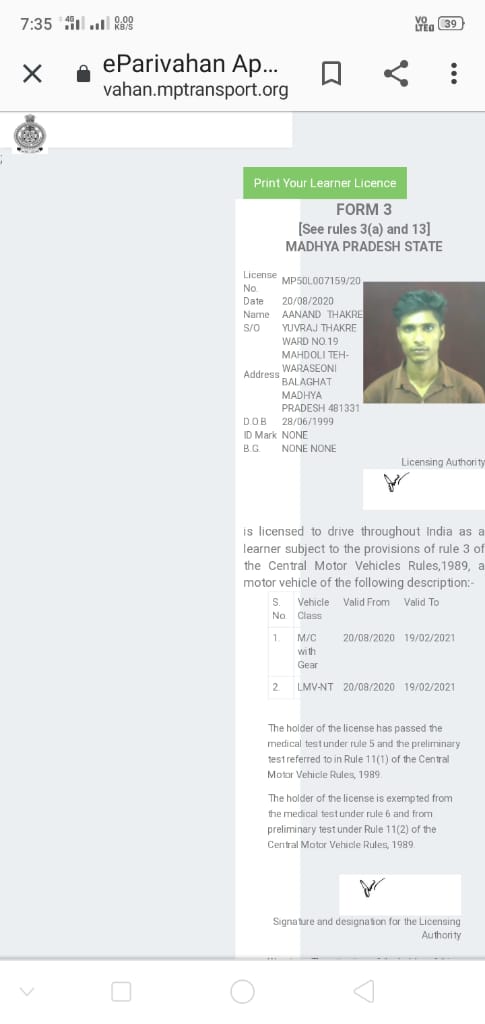 7:35 4G 0.00 KB/S VO LTE 39
eParivahan Ap...
vahan.mptransport.org
;
Print Your Learner Licence
FORM 3
[See rules 3(a) and 13]
MADHYA PRADESH STATE
License No. MP50L007159/20
Date 20/08/2020
Name AANAND THAKRE
S/O YUVRAJ THAKRE
Address WARD NO.19
MAHDOLI TEH-
WARASEONI
BALAGHAT
MADHYA
PRADESH 481331
D.O.B 28/06/1999
ID Mark NONE
B.G. NONE NONE
Licensing Authority
is licensed to drive throughout India as a
learner subject to the provisions of rule 3 of
the Central Motor Vehicles Rules,1989, a
motor vehicle of the following description:-
S. No. Vehicle Class Valid From Valid To
1. M/C with Gear 20/08/2020 19/02/2021
2. LMV-NT 20/08/2020 19/02/2021
The holder of the license has passed the
medical test under rule 5 and the preliminary
test referred to in Rule 11(1) of the Central
Motor Vehicle Rules, 1989.
The holder of the license is exempted from
the medical test under rule 6 and from
preliminary test under Rule 11(2) of the
Central Motor Vehicle Rules, 1989.
Signature and designation for the Licensing
Authority